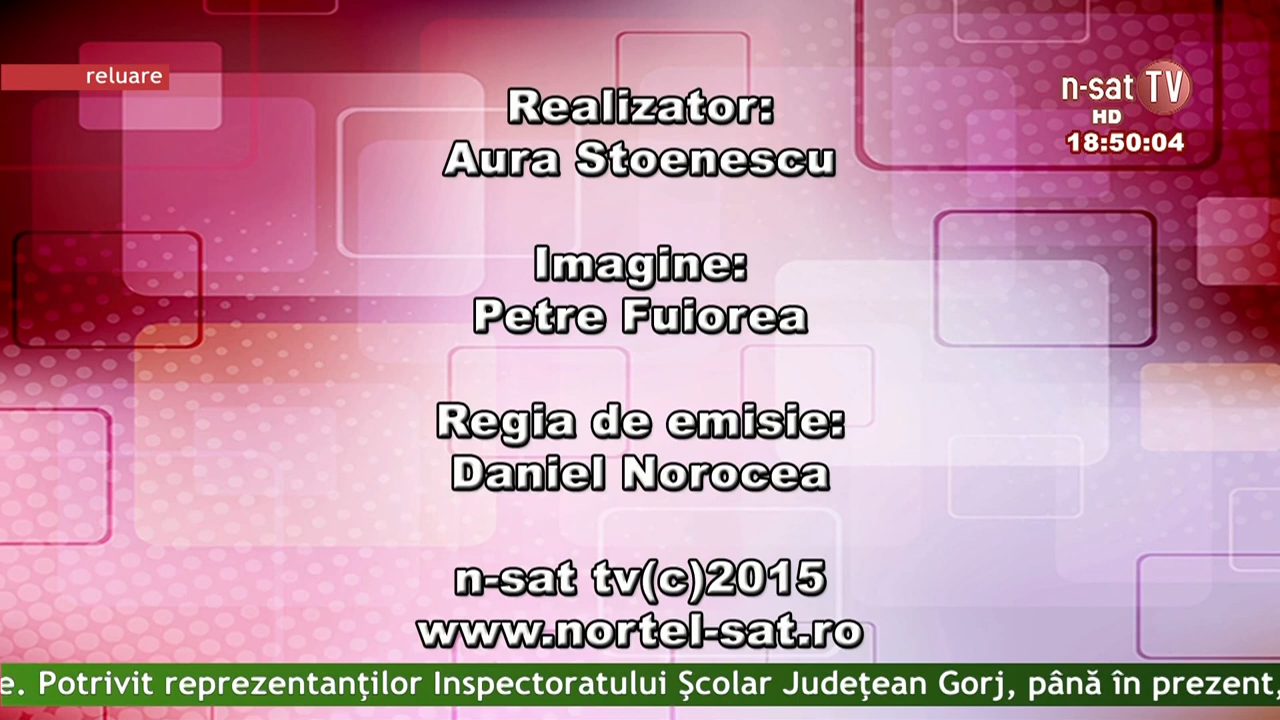 reluare
n-sat TV
HD
18:50:04
Realizator:
Aura Stoenescu
Imagine:
Petre Fuiorea
Regia de emisie:
Daniel Norocea
n-sat tv(c)2015
www.nortel-sat.ro
e. Potrivit reprezentanţilor Inspectoratului Şcolar Judeţean Gorj, până în prezent,